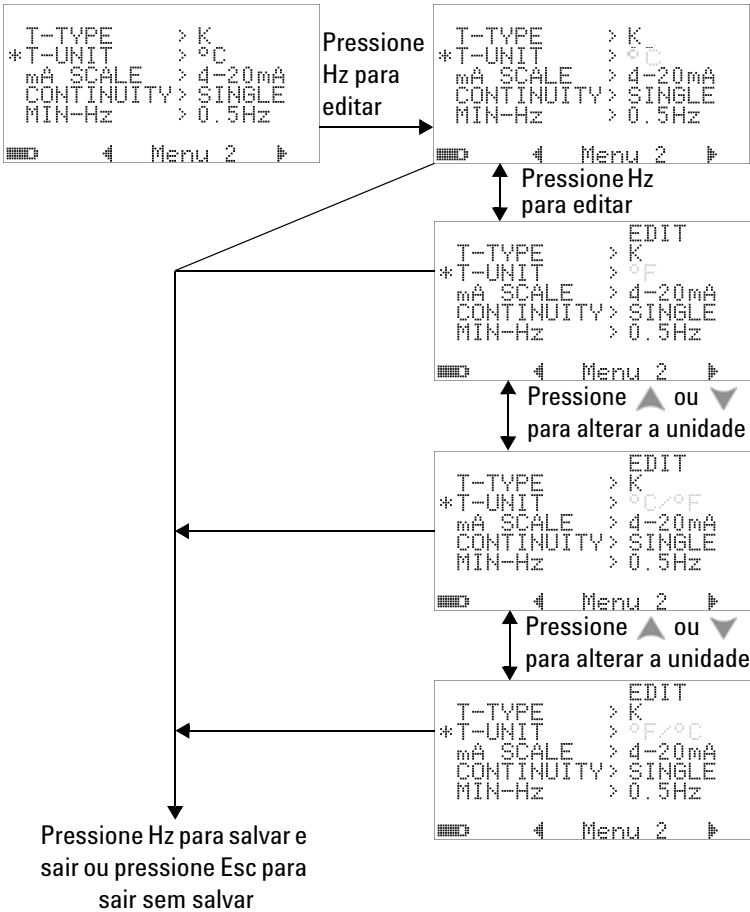 T-TYPE > K
*T-UNIT > °C
mA SCALE > 4-20mA
CONTINUITY> SINGLE
MIN-Hz > 0.5Hz
Menu 2
Pressione
Hz para
editar
T-TYPE > K
*T-UNIT > °C
mA SCALE > 4-20mA
CONTINUITY> SINGLE
MIN-Hz > 0.5Hz
Menu 2
Pressione Hz
para editar
EDIT
T-TYPE > K
*T-UNIT > °F
mA SCALE > 4-20mA
CONTINUITY> SINGLE
MIN-Hz > 0.5Hz
Menu 2
Pressione ▲ ou ▼
para alterar a unidade
EDIT
T-TYPE > K
*T-UNIT > °C/°F
mA SCALE > 4-20mA
CONTINUITY> SINGLE
MIN-Hz > 0.5Hz
Menu 2
Pressione ▲ ou ▼
para alterar a unidade
EDIT
T-TYPE > K
*T-UNIT > °F/°C
mA SCALE > 4-20mA
CONTINUITY> SINGLE
MIN-Hz > 0.5Hz
Menu 2
Pressione Hz para salvar e
sair ou pressione Esc para
sair sem salvar